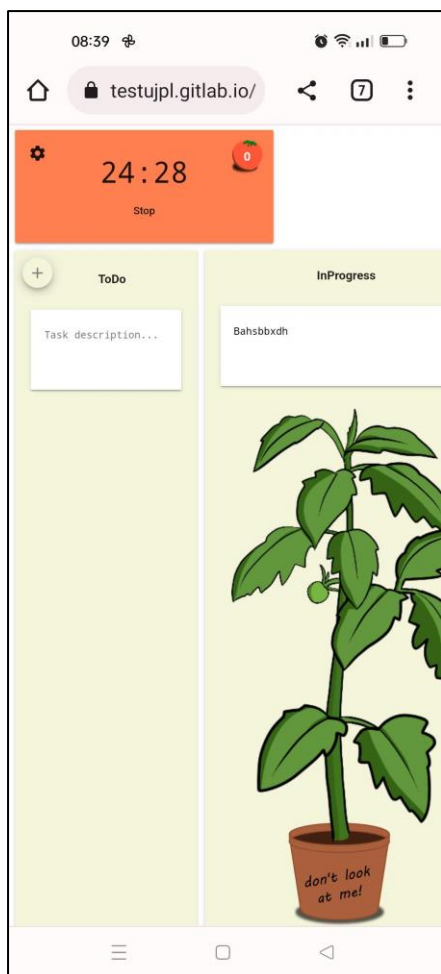 08:39
testujpl.gitlab.io/
7
24:28
0
Stop
+
ToDo
InProgress
Task description...
Bahsbbxdh
don't look
at me!